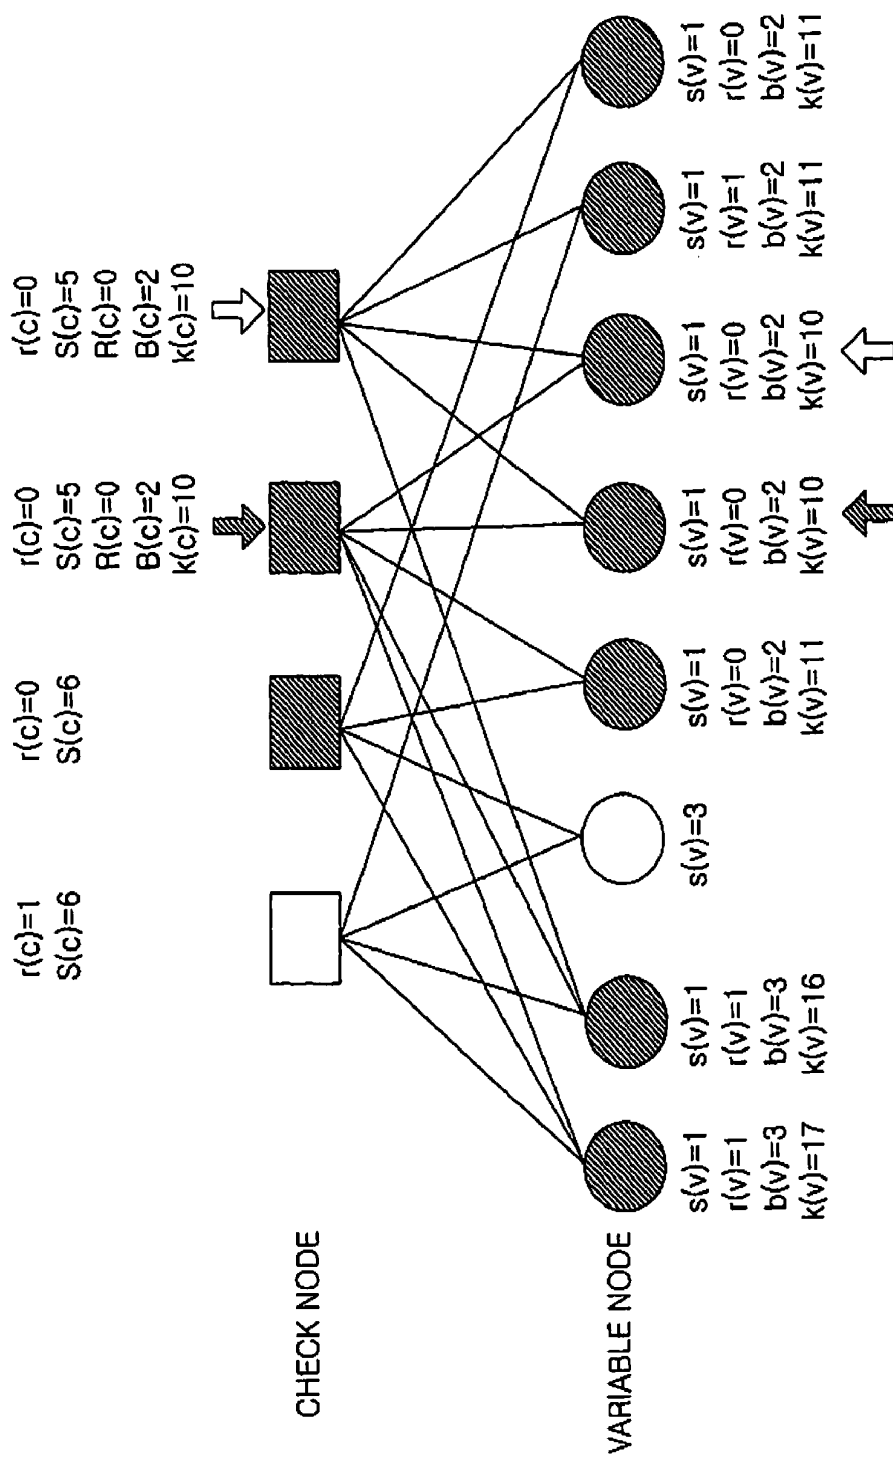 r(c)=1
S(c)=6
r(c)=0
S(c)=6
r(c)=0
S(c)=5
R(c)=0
B(c)=2
k(c)=10
r(c)=0
S(c)=5
R(c)=0
B(c)=2
k(c)=10
CHECK NODE
VARIABLE NODE
s(v)=1
r(v)=1
b(v)=3
k(v)=17
s(v)=1
r(v)=1
b(v)=3
k(v)=16
s(v)=3
s(v)=1
r(v)=0
b(v)=2
k(v)=11
s(v)=1
r(v)=0
b(v)=2
k(v)=10
s(v)=1
r(v)=0
b(v)=2
k(v)=10
s(v)=1
r(v)=1
b(v)=2
k(v)=11
s(v)=1
r(v)=0
b(v)=2
k(v)=11